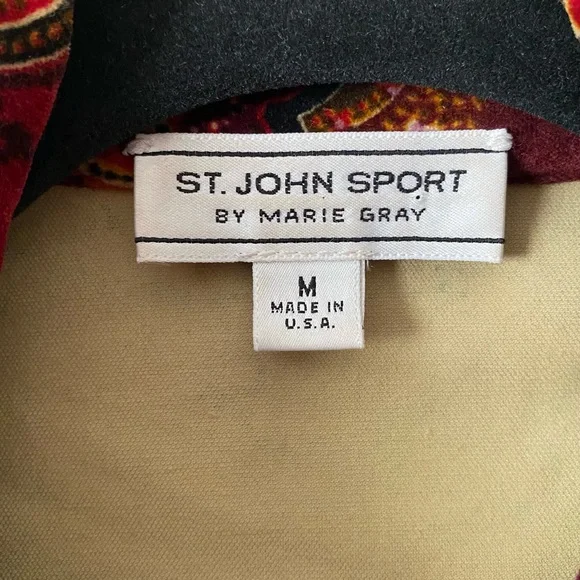 ST. JOHN SPORT
BY MARIE GRAY
M
MADE IN
U.S.A.